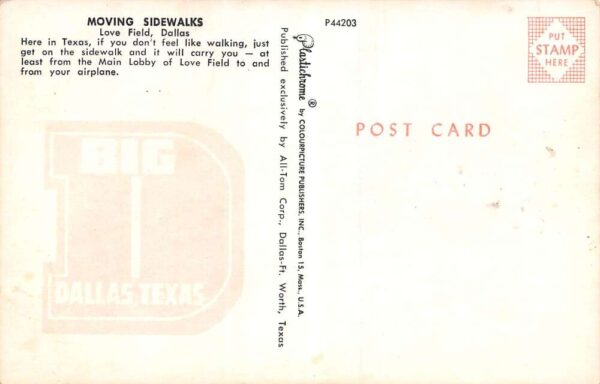 MOVING SIDEWALKS
Love Field, Dallas
Here in Texas, if you don't feel like walking, just
get on the sidewalk and it will carry you — at
least from the Main Lobby of Love Field to and
from your airplane.
BIG
D
DALLAS, TEXAS
Plastichrome® by COLOURPICTURE PUBLISHERS, INC., Boston 15, Mass., U.S.A.
Published exclusively by All-Tom Corp., Dallas-Ft. Worth, Texas
P44203
PUT
STAMP
HERE
POST CARD